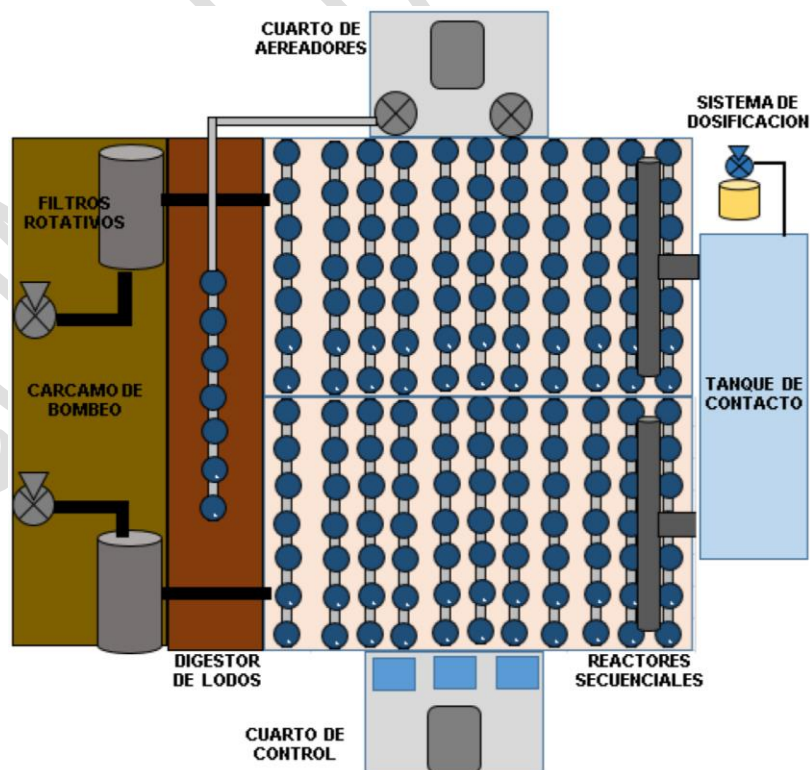 CUARTO DE
AEREADORES
SISTEMA DE
DOSIFICACION
FILTROS
ROTATIVOS
CARCAMO DE
BOMBEO
TANQUE DE
CONTACTO
DIGESTOR
DE LODOS
REACTORES
SECUENCIALES
CUARTO DE
CONTROL